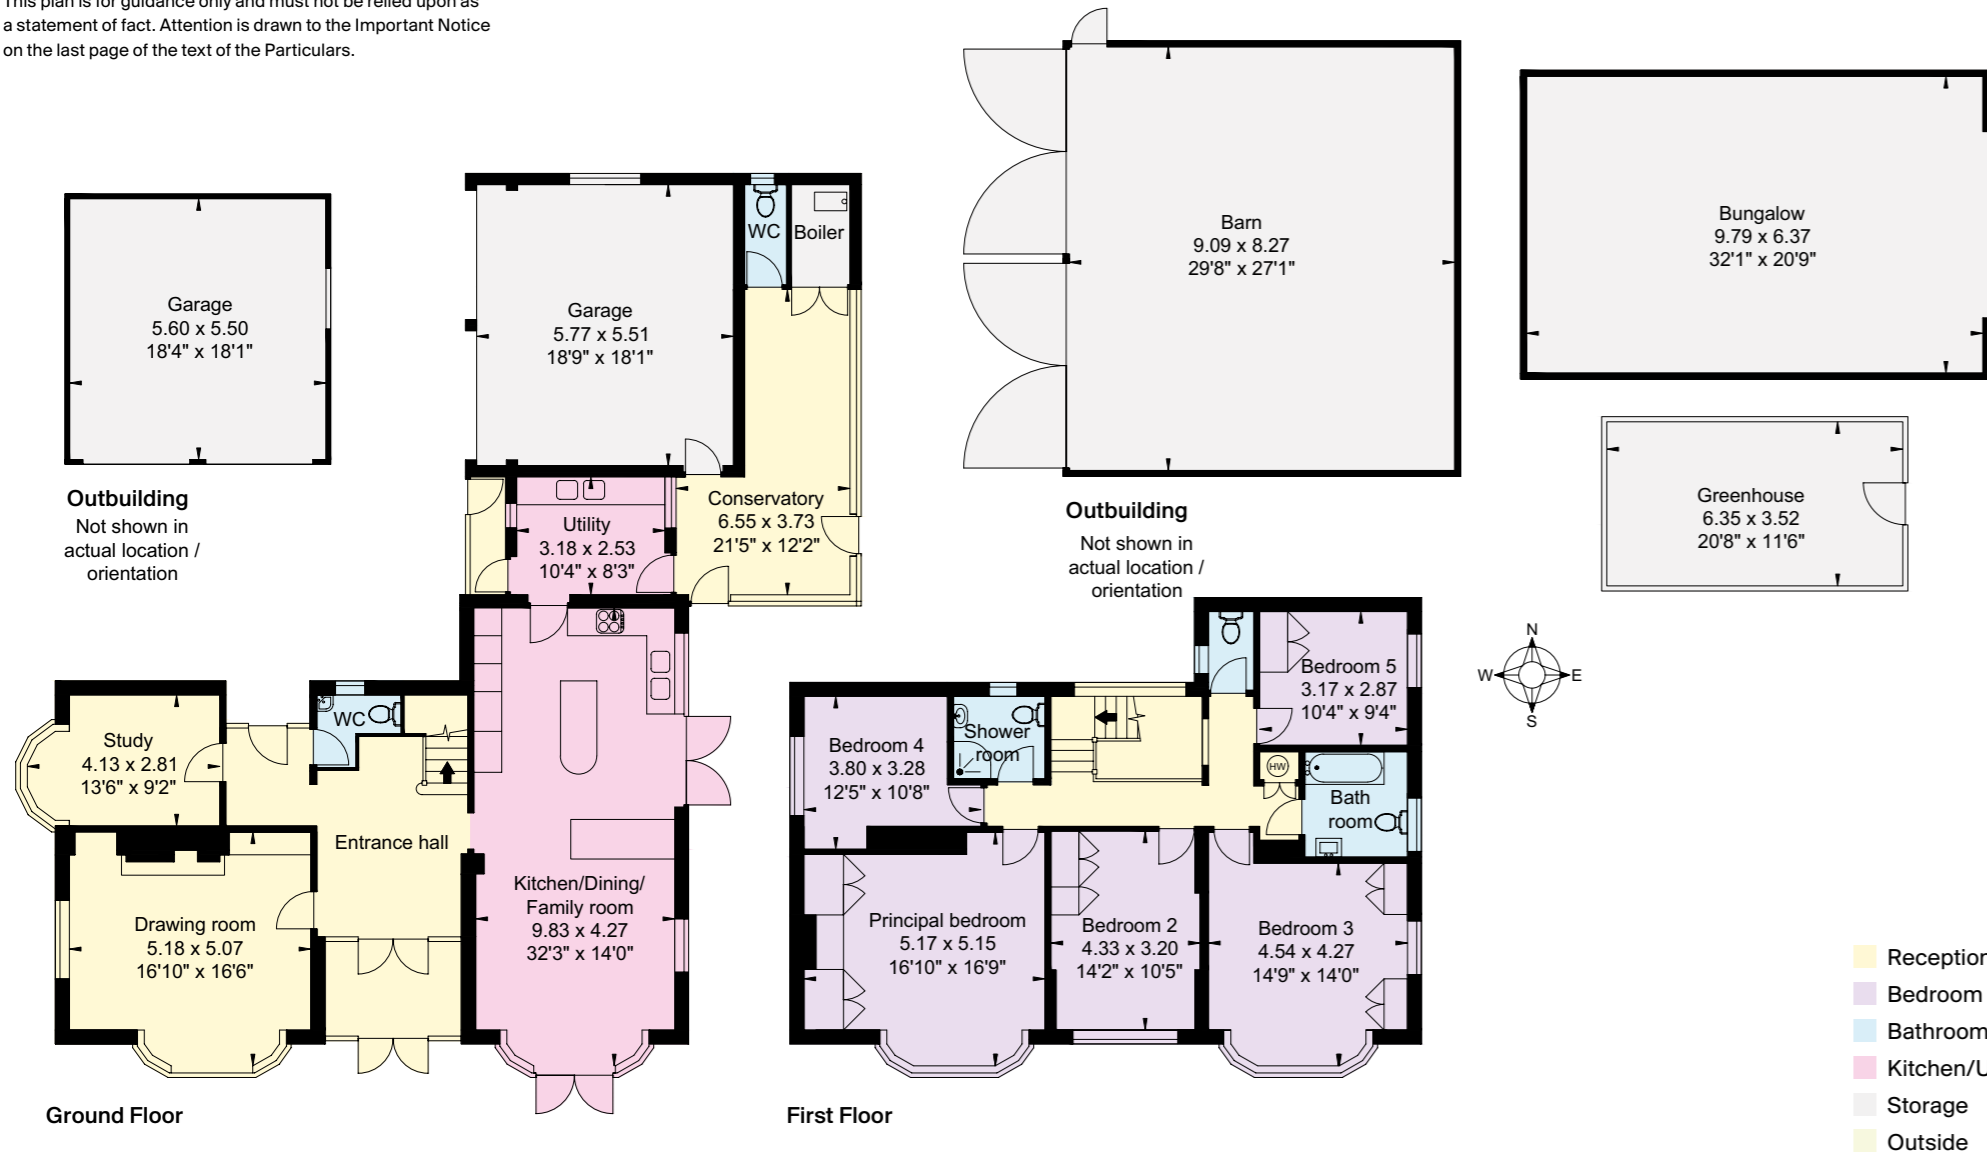 This plan is for guidance only and must not be relied upon as
a statement of fact. Attention is drawn to the Important Notice
on the last page of the text of the Particulars.
Garage
5.60 x 5.50
18'4" x 18'1"
Outbuilding
Not shown in
actual location /
orientation
Garage
5.77 x 5.51
18'9" x 18'1"
WC
Boiler
Conservatory
6.55 x 3.73
21'5" x 12'2"
Utility
3.18 x 2.53
10'4" x 8'3"
Study
4.13 x 2.81
13'6" x 9'2"
WC
Entrance hall
Drawing room
5.18 x 5.07
16'10" x 16'6"
Kitchen/Dining/
Family room
9.83 x 4.27
32'3" x 14'0"
Ground Floor
Barn
9.09 x 8.27
29'8" x 27'1"
Outbuilding
Not shown in
actual location /
orientation
Bungalow
9.79 x 6.37
32'1" x 20'9"
Greenhouse
6.35 x 3.52
20'8" x 11'6"
N
W
E
S
Bedroom 5
3.17 x 2.87
10'4" x 9'4"
Bedroom 4
3.80 x 3.28
12'5" x 10'8"
Shower
room
HW
Bath
room
Principal bedroom
5.17 x 5.15
16'10" x 16'9"
Bedroom 2
4.33 x 3.20
14'2" x 10'5"
Bedroom 3
4.54 x 4.27
14'9" x 14'0"
First Floor
Reception
Bedroom
Bathroom
Kitchen/U
Storage
Outside